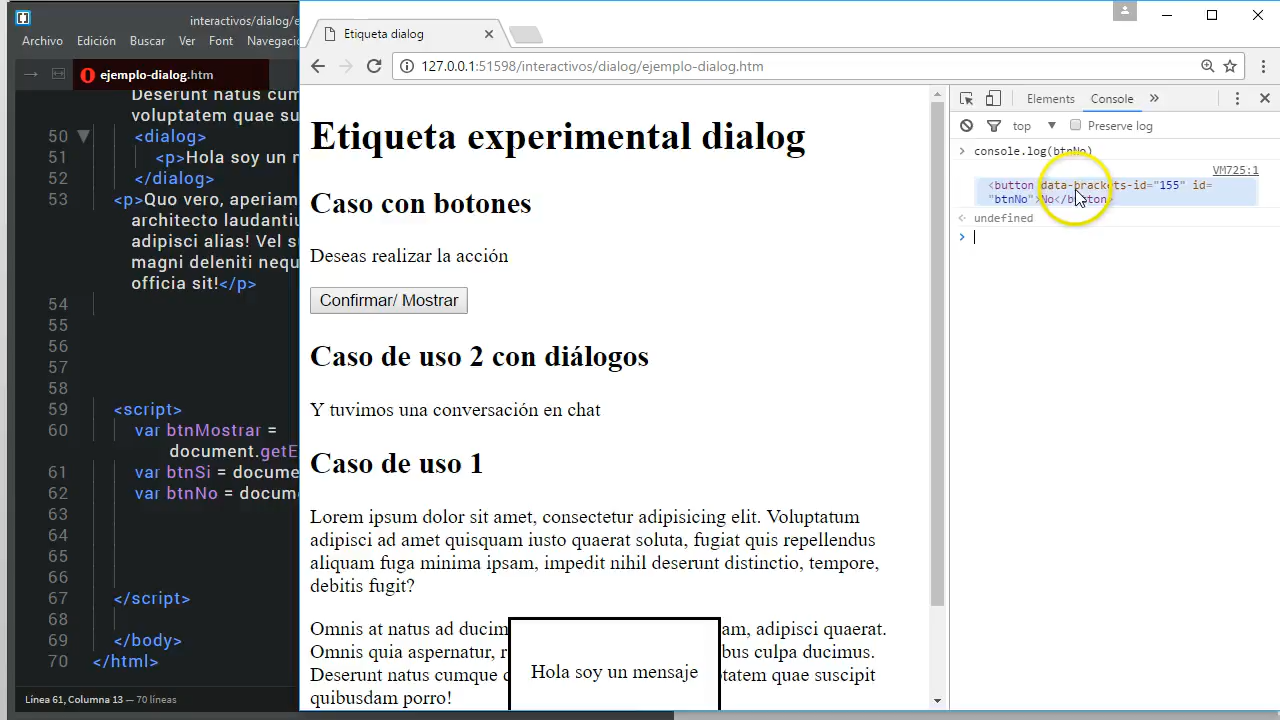 interactivos/dialog/e
Archivo Edición Buscar Ver Font Navegació
ejemplo-dialog.htm
Deserunt natus cum
voluptatem quae su
50 <dialog>
51 <p>Hola soy un m
52 </dialog>
53 <p>Quo vero, aperiam
architecto laudantiu
adipisci alias! Vel s
magni deleniti nequ
officia sit!</p>
54
55
56
57
58
59 <script>
60 var btnMostrar =
document.getE
61 var btnSi = docume
62 var btnNo = docum
63
64
65
66
67 </script>
68
69 </body>
70 </html>
Línea 61, Columna 13 — 70 líneas
Etiqueta dialog
127.0.0.1:51598/interactivos/dialog/ejemplo-dialog.htm
Etiqueta experimental dialog
Caso con botones
Deseas realizar la acción
Confirmar/ Mostrar
Caso de uso 2 con diálogos
Y tuvimos una conversación en chat
Caso de uso 1
Lorem ipsum dolor sit amet, consectetur adipisicing elit. Voluptatum
adipisci ad amet quisquam iusto quaerat soluta, fugiat quis repellendus
aliquam fuga minima ipsam, impedit nihil deserunt distinctio, tempore,
debitis fugit?
Omnis at natus ad ducim am, adipisci quaerat.
Omnis quia aspernatur, r bus culpa ducimus.
Deserunt natus cumque tatem quae suscipit
quibusdam porro!
Hola soy un mensaje
Elements Console »
top Preserve log
console.log(btnNo)
VM725:1
<button data-brackets-id="155" id=
"btnNo">No</button>
undefined